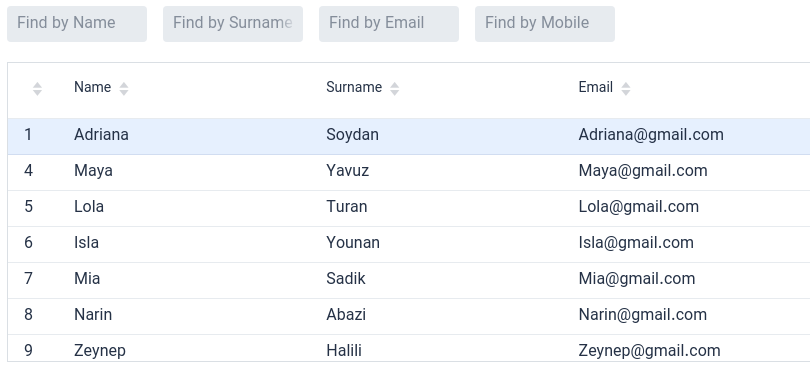 Find by Name Find by Surname Find by Email Find by Mobile
Name Surname Email
1 Adriana Soydan Adriana@gmail.com
4 Maya Yavuz Maya@gmail.com
5 Lola Turan Lola@gmail.com
6 Isla Younan Isla@gmail.com
7 Mia Sadik Mia@gmail.com
8 Narin Abazi Narin@gmail.com
9 Zeynep Halili Zeynep@gmail.com